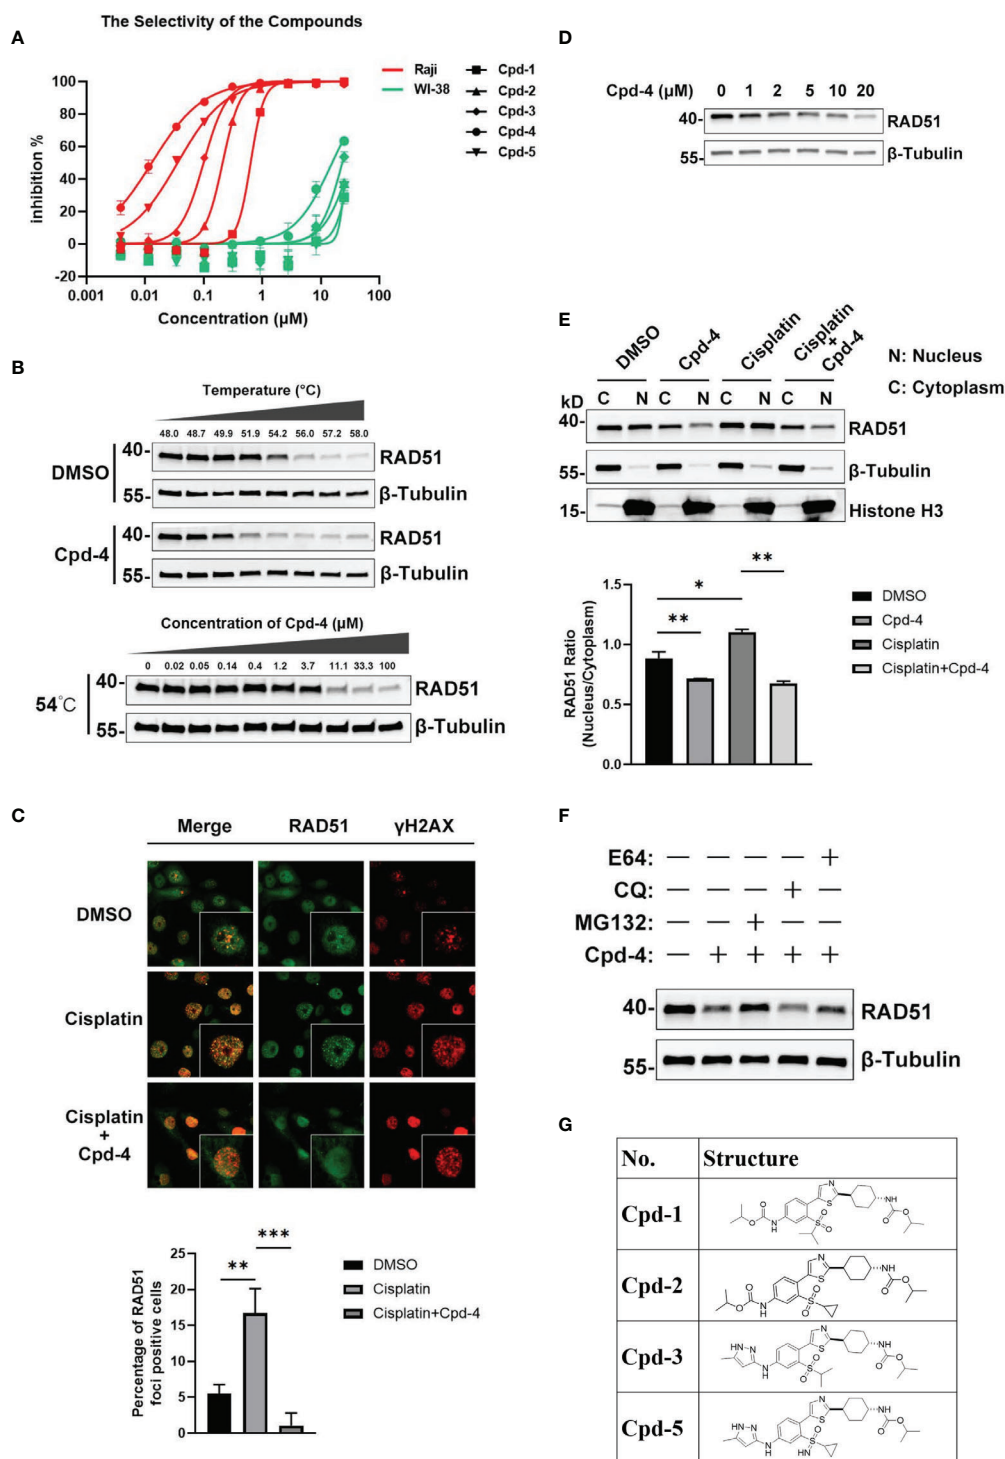 A
The Selectivity of the Compounds
inhibition %
100
80
60
40
20
0
-20
0.001 0.01 0.1 1 10 100
Concentration (μM)
Raji
WI-38
Cpd-1
Cpd-2
Cpd-3
Cpd-4
Cpd-5
B
Temperature (°C)
48.0 48.7 49.9 51.9 54.2 56.0 57.2 58.0
DMSO
40- RAD51
55- β-Tubulin
Cpd-4
40- RAD51
55- β-Tubulin
Concentration of Cpd-4 (μM)
0 0.02 0.05 0.14 0.4 1.2 3.7 11.1 33.3 100
54°C
40- RAD51
55- β-Tubulin
C
Merge RAD51 γH2AX
DMSO
Cisplatin
Cisplatin
+
Cpd-4
Percentage of RAD51
foci positive cells
25
20
15
10
5
0
** ***
DMSO
Cisplatin
Cisplatin+Cpd-4
D
Cpd-4 (μM) 0 1 2 5 10 20
40- RAD51
55- β-Tubulin
E
DMSO Cpd-4 Cisplatin Cisplatin + Cpd-4
N: Nucleus
C: Cytoplasm
kD C N C N C N C N
40- RAD51
55- β-Tubulin
15- Histone H3
RAD51 Ratio
(Nucleus/Cytoplasm)
1.5
1.0
0.5
0.0
**
*
**
DMSO
Cpd-4
Cisplatin
Cisplatin+Cpd-4
F
E64: — — — — +
CQ: — — — + —
MG132: — — + — —
Cpd-4: — + + + +
40- RAD51
55- β-Tubulin
G
No. Structure
Cpd-1
Cpd-2
Cpd-3
Cpd-5